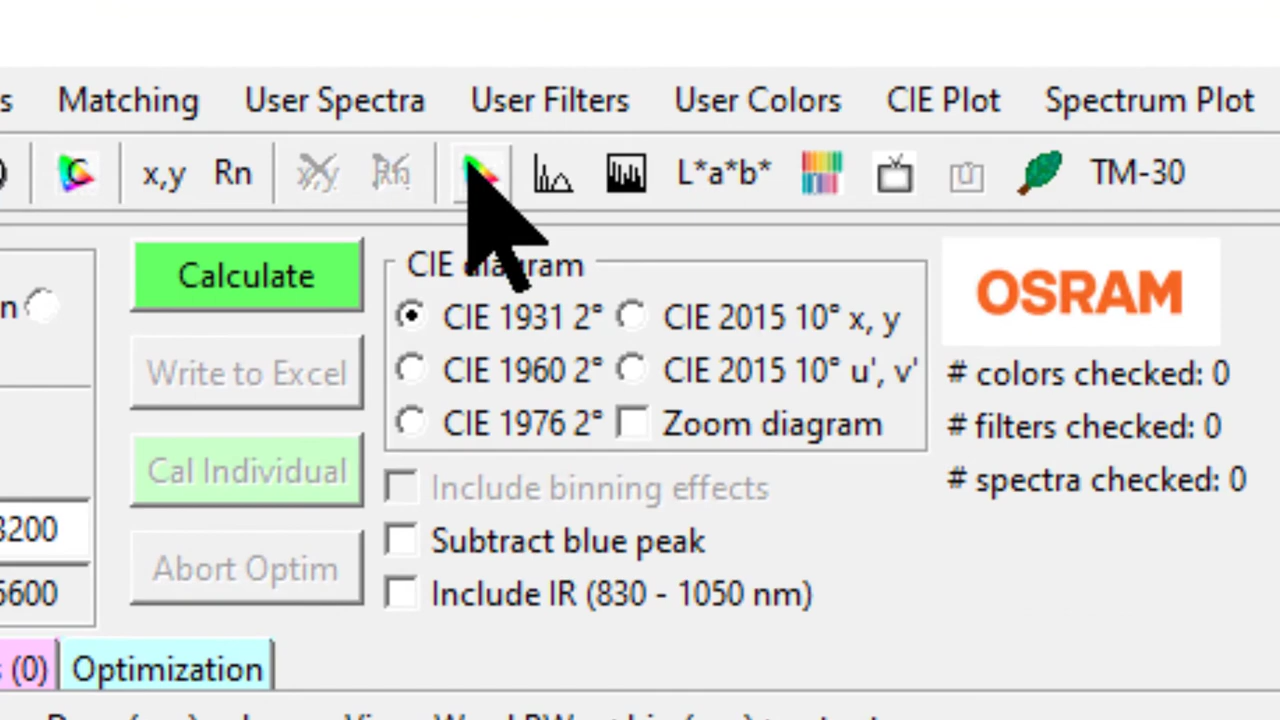 Matching User Spectra User Filters User Colors CIE Plot Spectrum Plot
x,y Rn x,y Rn L*a*b* TM-30
Calculate
Write to Excel
Cal Individual
Abort Optim
CIE diagram
CIE 1931 2° CIE 2015 10° x, y
CIE 1960 2° CIE 2015 10° u', v'
CIE 1976 2° Zoom diagram
Include binning effects
Subtract blue peak
Include IR (830 - 1050 nm)
OSRAM
# colors checked: 0
# filters checked: 0
# spectra checked: 0
(0) Optimization